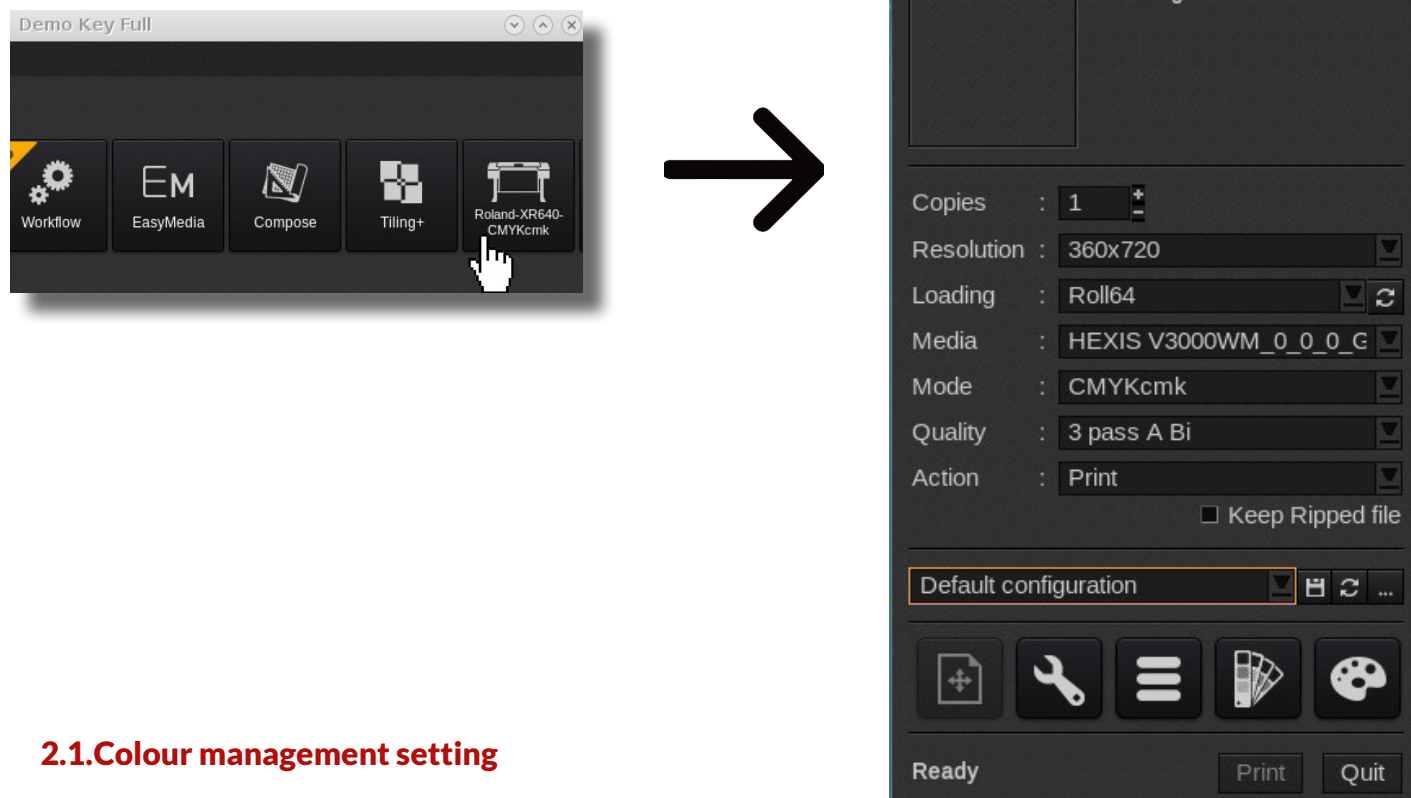 Demo Key Full
Workflow
EM
EasyMedia
Compose
Tiling+
Roland-XR640-
CMYKcmk
Copies : 1
Resolution : 360x720
Loading : Roll64
Media : HEXIS V3000WM_0_0_0_G
Mode : CMYKcmk
Quality : 3 pass A Bi
Action : Print
Keep Ripped file
Default configuration
...
Ready
Print
Quit
2.1.Colour management setting